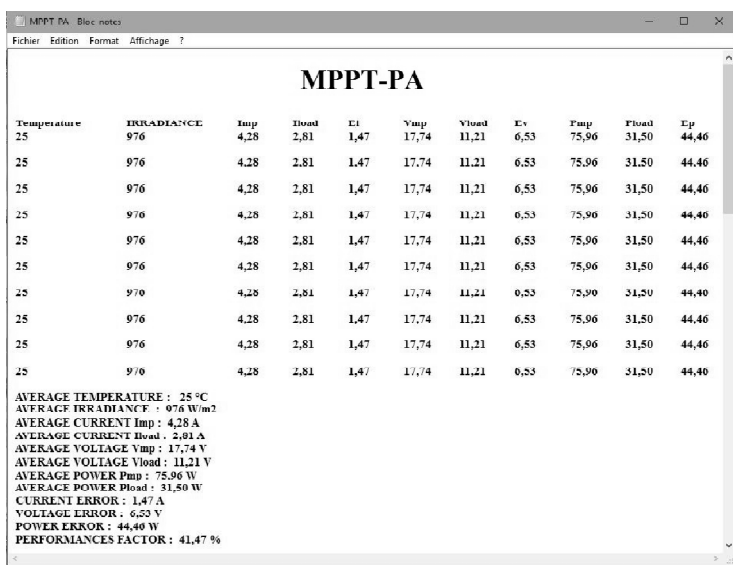 MPPT-PA Bloc-notes
Fichier Edition Format Affichage ?
MPPT-PA
Temperature IRRADIANCE Imp Iload Ei Vmp Vload Ev Pmp Pload Ep
25 976 4,28 2,81 1,47 17,74 11,21 6,53 75,96 31,50 44,46
25 976 4,28 2,81 1,47 17,74 11,21 6,53 75,96 31,50 44,46
25 976 4,28 2,81 1,47 17,74 11,21 6,53 75,96 31,50 44,46
25 976 4,28 2,81 1,47 17,74 11,21 6,53 75,96 31,50 44,46
25 976 4,28 2,81 1,47 17,74 11,21 6,53 75,96 31,50 44,46
25 976 4,28 2,81 1,47 17,74 11,21 6,53 75,96 31,50 44,46
25 976 4,28 2,81 1,47 17,74 11,21 6,53 75,96 31,50 44,46
25 976 4,28 2,81 1,47 17,74 11,21 6,53 75,96 31,50 44,46
25 976 4,28 2,81 1,47 17,74 11,21 6,53 75,96 31,50 44,46
25 976 4,28 2,81 1,47 17,74 11,21 6,53 75,96 31,50 44,46
AVERAGE TEMPERATURE : 25 °C
AVERAGE IRRADIANCE : 976 W/m2
AVERAGE CURRENT Imp : 4,28 A
AVERAGE CURRENT Iload : 2,81 A
AVERAGE VOLTAGE Vmp : 17,74 V
AVERAGE VOLTAGE Vload : 11,21 V
AVERAGE POWER Pmp : 75,96 W
AVERAGE POWER Pload : 31,50 W
CURRENT ERROR : 1,47 A
VOLTAGE ERROR : 6,53 V
POWER ERROR : 44,46 W
PERFORMANCES FACTOR : 41,47 %